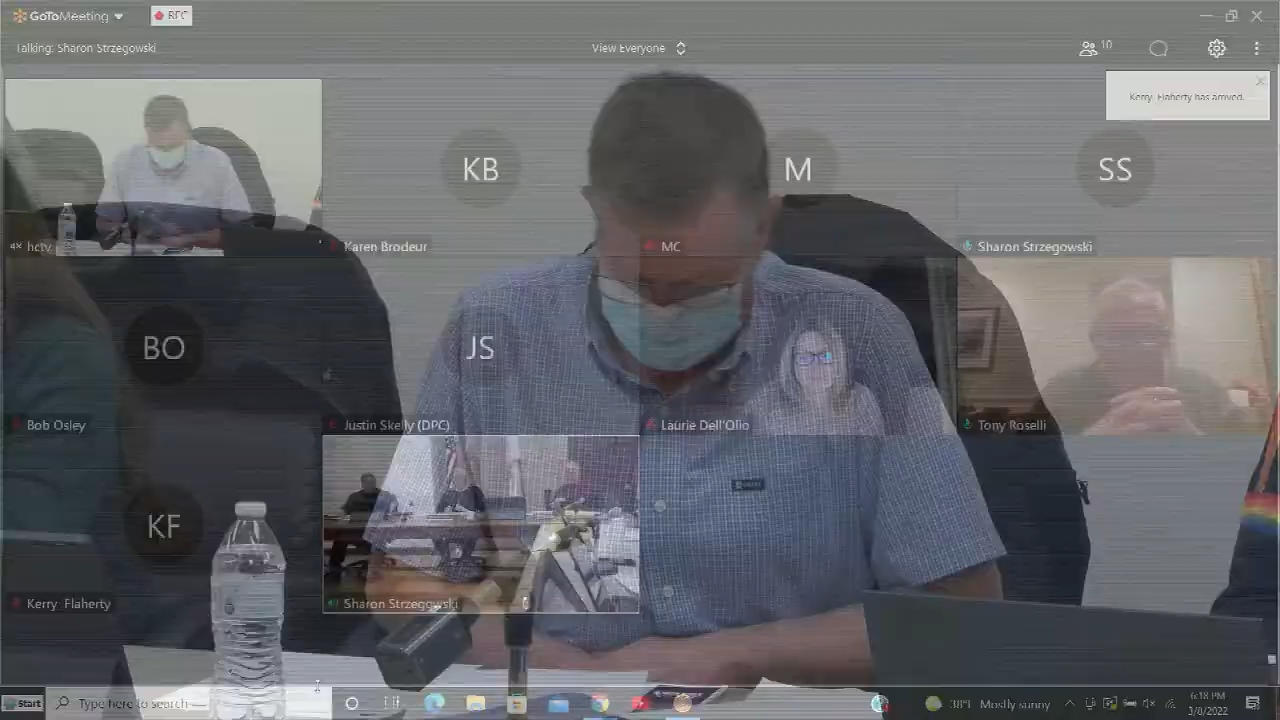 GoToMeeting
REC
Talking: Sharon Strzegowski
View Everyone
10
Kerry Flaherty has arrived.
KB
M
SS
hctv
Karen Brodeur
MC
Sharon Strzegowski
BO
JS
Bob Osley
Justin Skelly (DPC)
Laurie Dell'Olio
Tony Roselli
KF
Kerry Flaherty
Sharon Strzegowski
Start
Type here to search
38°F Mostly sunny
6:18 PM
3/8/2022